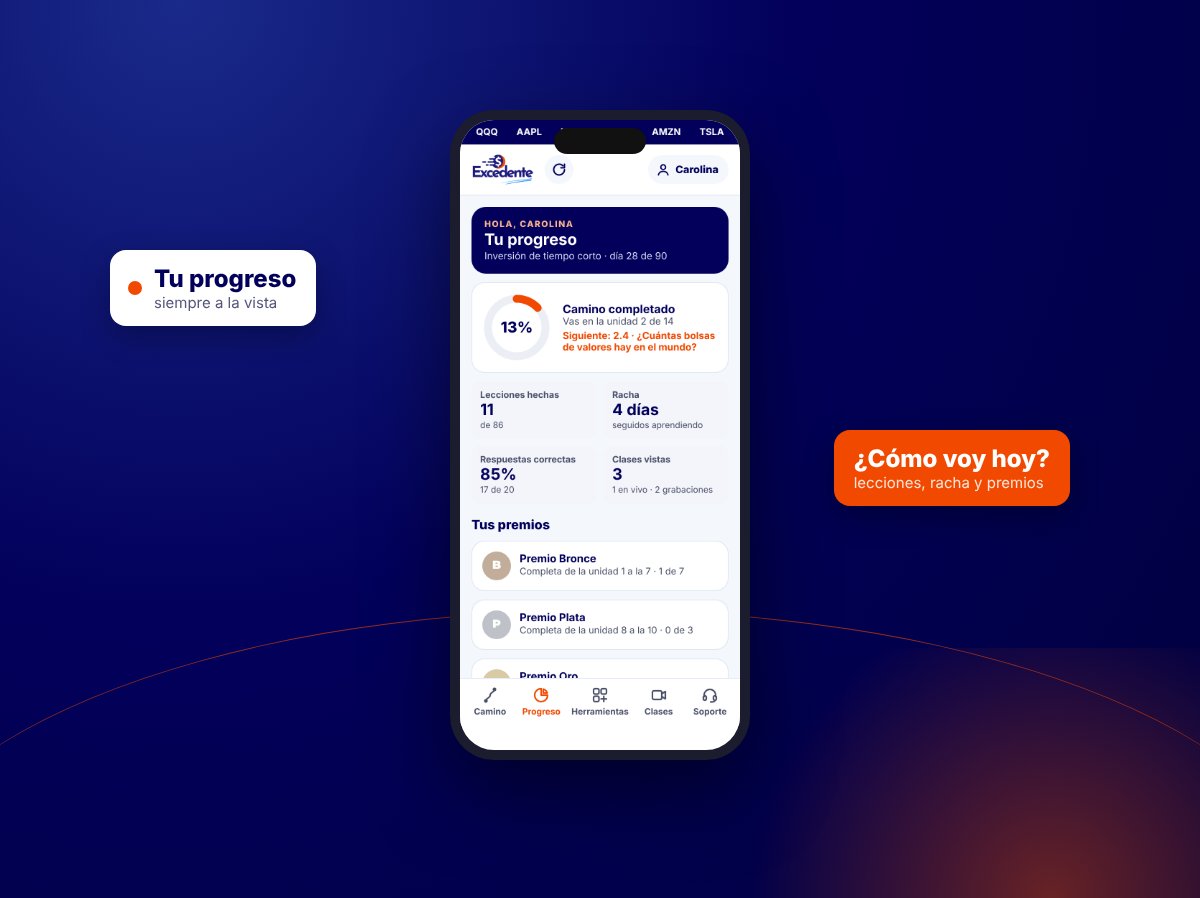 QQQ AAPL AMZN TSLA
Excedente
Carolina
HOLA, CAROLINA
Tu progreso
Inversión de tiempo corto · día 28 de 90
13%
Camino completado
Vas en la unidad 2 de 14
Siguiente: 2.4 · ¿Cuántas bolsas
de valores hay en el mundo?
Lecciones hechas
11
de 86
Racha
4 días
seguidos aprendiendo
Respuestas correctas
85%
17 de 20
Clases vistas
3
1 en vivo · 2 grabaciones
Tus premios
B
Premio Bronce
Completa de la unidad 1 a la 7 · 1 de 7
P
Premio Plata
Completa de la unidad 8 a la 10 · 0 de 3
Premio Oro
Camino
Progreso
Herramientas
Clases
Soporte
Tu progreso
siempre a la vista
¿Cómo voy hoy?
lecciones, racha y premios